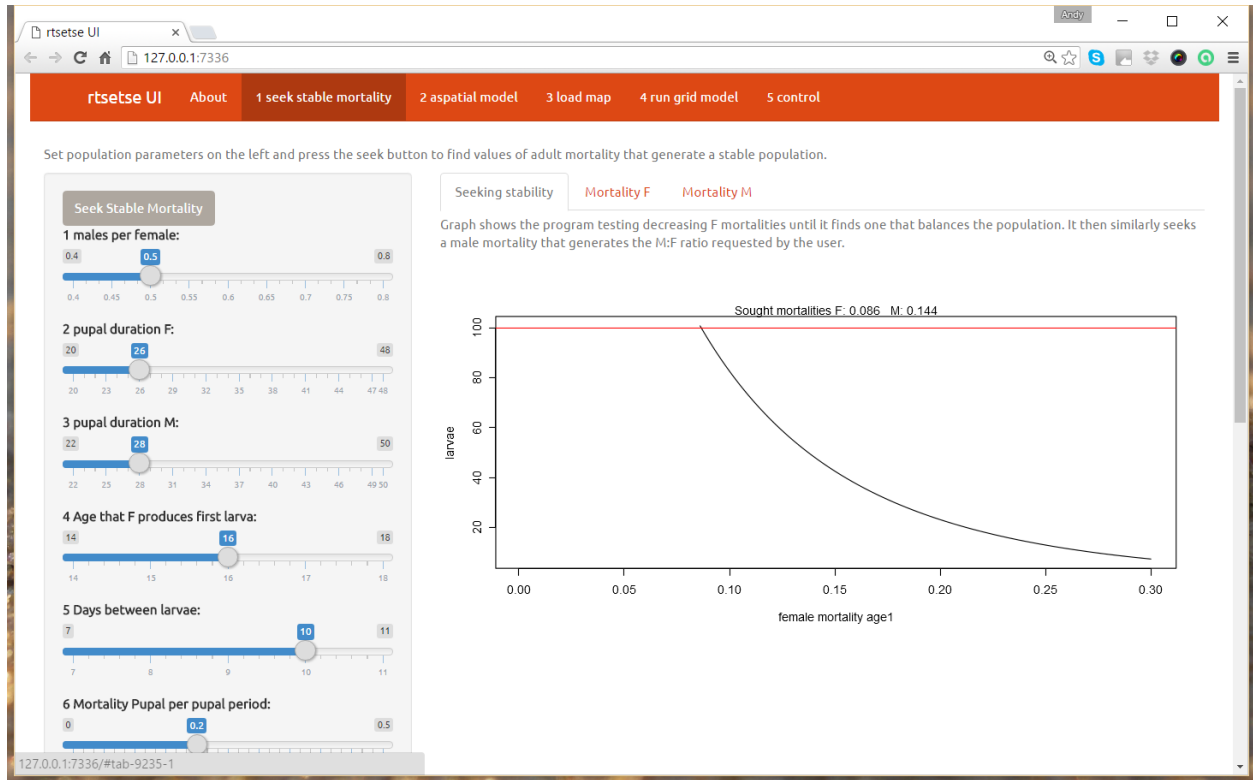 Andy
rtsetse UI
127.0.0.1:7336
rtsetse UI About 1 seek stable mortality 2 aspatial model 3 load map 4 run grid model 5 control
Set population parameters on the left and press the seek button to find values of adult mortality that generate a stable population.
Seek Stable Mortality
1 males per female:
0.4 0.5 0.8
0.4 0.45 0.5 0.55 0.6 0.65 0.7 0.75 0.8
2 pupal duration F:
20 26 48
20 23 26 29 32 35 38 41 44 47 48
3 pupal duration M:
22 28 50
22 25 28 31 34 37 40 43 46 49 50
4 Age that F produces first larva:
14 16 18
14 15 16 17 18
5 Days between larvae:
7 10 11
7 8 9 10 11
6 Mortality Pupal per pupal period:
0 0.2 0.5
127.0.0.1:7336/#tab-9235-1
Seeking stability Mortality F Mortality M
Graph shows the program testing decreasing F mortalities until it finds one that balances the population. It then similarly seeks
a male mortality that generates the M:F ratio requested by the user.
Sought mortalities F: 0.086 M: 0.144
larvae
100
80
60
40
20
0.00 0.05 0.10 0.15 0.20 0.25 0.30
female mortality age1